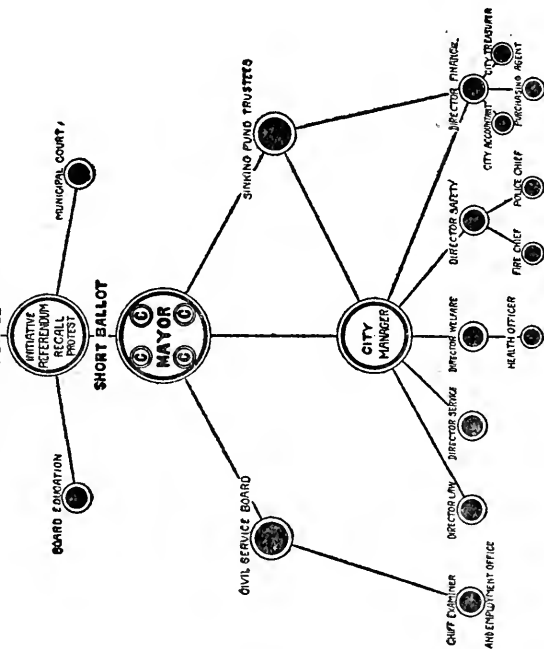 INITIATIVE
REFERENDUM
RECALL
PROTEST
BOARD EDUCATION
MUNICIPAL COURT
SHORT BALLOT
C C
MAYOR
C C
CIVIL SERVICE BOARD
SINKING FUND TRUSTEES
CITY
MANAGER
DIRECTOR LAW
DIRECTOR SERVICE
DIRECTOR WELFARE
DIRECTOR SAFETY
DIRECTOR FINANCE
CHIEF EXAMINER
AND EMPLOYMENT OFFICE
HEALTH OFFICER
FIRE CHIEF
POLICE CHIEF
CITY ACCOUNTANT
PURCHASING AGENT
CITY TREASURER